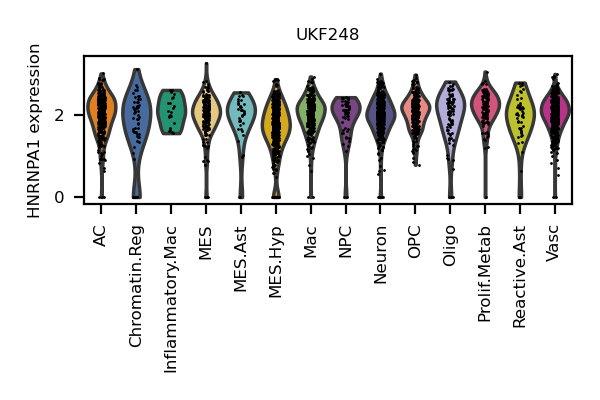 UKF248
HNRNPA1 expression
2
0
AC
Chromatin.Reg
Inflammatory.Mac
MES
MES.Ast
MES.Hyp
Mac
NPC
Neuron
OPC
Oligo
Prolif.Metab
Reactive.Ast
Vasc